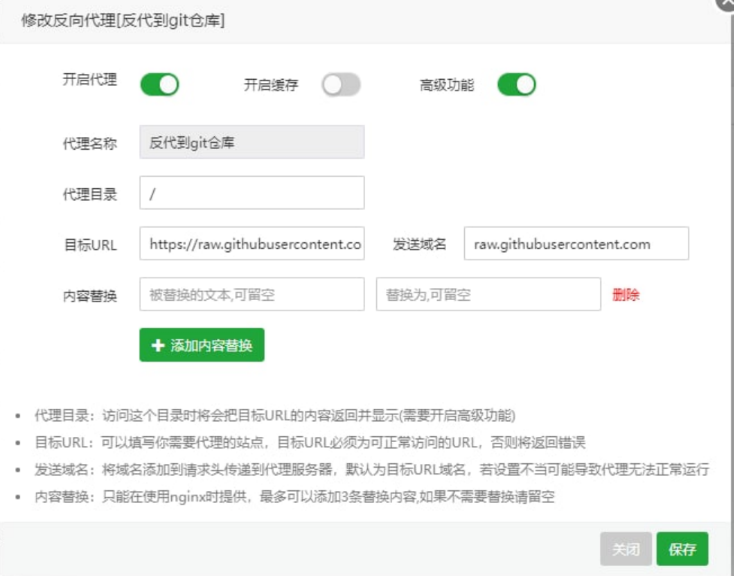 修改反向代理[反代到git仓库]
开启代理 开启缓存 高级功能
代理名称 反代到git仓库
代理目录 /
目标URL https://raw.githubusercontent.co 发送域名 raw.githubusercontent.com
内容替换 被替换的文本,可留空 替换为,可留空 删除
添加内容替换
代理目录：访问这个目录时将会把目标URL的内容返回并显示(需要开启高级功能)
目标URL：可以填写你需要代理的站点，目标URL必须为可正常访问的URL，否则将返回错误
发送域名：将域名添加到请求头传递到代理服务器，默认为目标URL域名，若设置不当可能导致代理无法正常运行
内容替换：只能在使用nginx时提供，最多可以添加3条替换内容,如果不需要替换请留空
关闭 保存